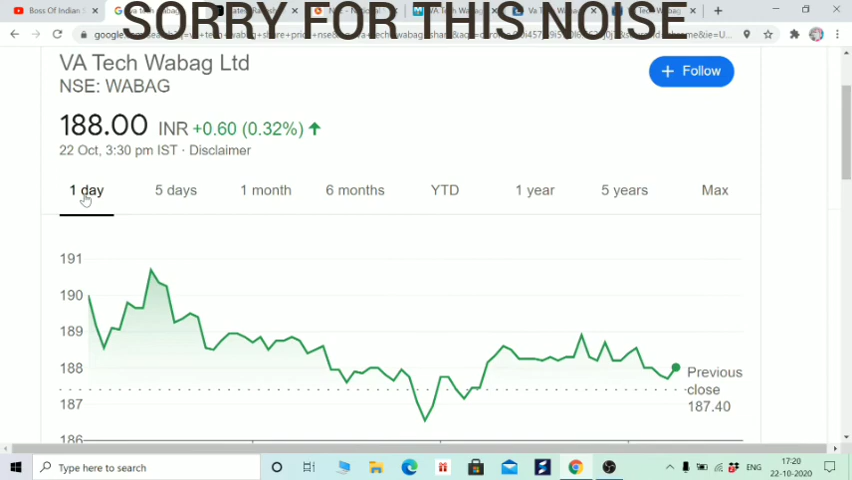 SORRY FOR THIS NOISE
Boss Of Indian S
VA Tech Wabag Ltd
NSE: WABAG
Follow
188.00 INR +0.60 (0.32%)
22 Oct, 3:30 pm IST · Disclaimer
1 day 5 days 1 month 6 months YTD 1 year 5 years Max
191
190
189
188
187
186
Previous
close
187.40
Type here to search
ENG
17:20
22-10-2020